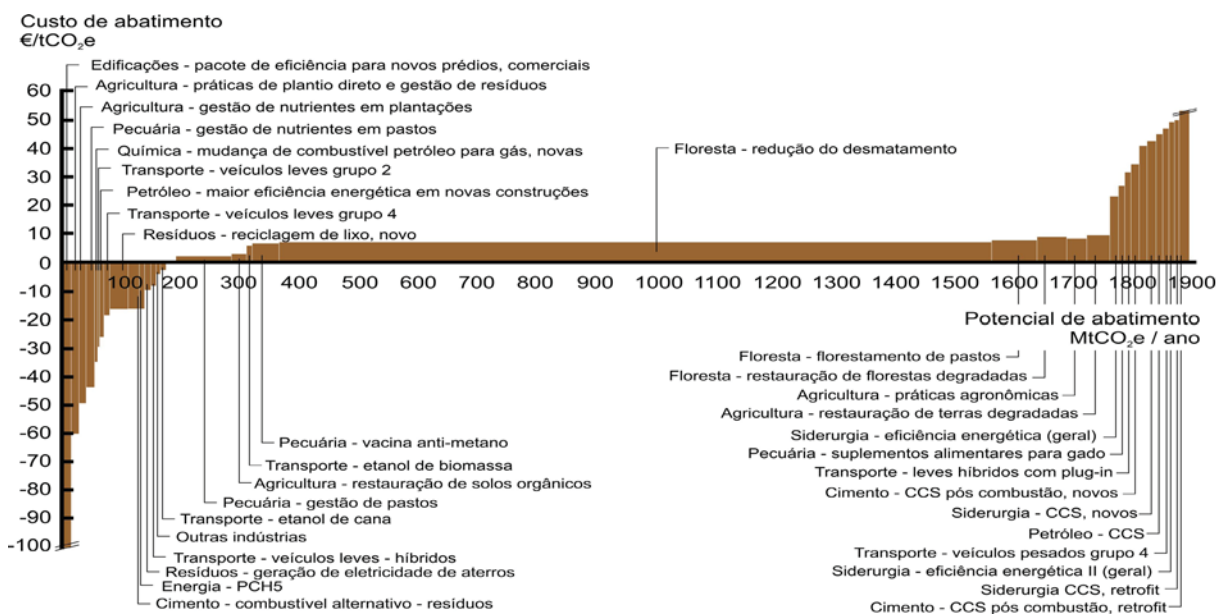 Custo de abatimento
€/tCO₂e
Edificações - pacote de eficiência para novos prédios, comerciais
Agricultura - práticas de plantio direto e gestão de resíduos
Agricultura - gestão de nutrientes em plantações
Pecuária - gestão de nutrientes em pastos
Química - mudança de combustível petróleo para gás, novas
Transporte - veículos leves grupo 2
Petróleo - maior eficiência energética em novas construções
Transporte - veículos leves grupo 4
Resíduos - reciclagem de lixo, novo
Floresta - redução do desmatamento
60
50
40
30
20
10
0
-10
-20
-30
-40
-50
-60
-70
-80
-90
-100
100 200 300 400 500 600 700 800 900 1000 1100 1200 1300 1400 1500 1600 1700 1800 1900
Potencial de abatimento
MtCO₂e / ano
Floresta - florestamento de pastos
Floresta - restauração de florestas degradadas
Agricultura - práticas agronômicas
Agricultura - restauração de terras degradadas
Siderurgia - eficiência energética (geral)
Pecuária - suplementos alimentares para gado
Transporte - leves híbridos com plug-in
Cimento - CCS pós combustão, novos
Siderurgia - CCS, novos
Petróleo - CCS
Transporte - veículos pesados grupo 4
Siderurgia - eficiência energética II (geral)
Siderurgia CCS, retrofit
Cimento - CCS pós combustão, retrofit
Pecuária - vacina anti-metano
Transporte - etanol de biomassa
Agricultura - restauração de solos orgânicos
Pecuária - gestão de pastos
Transporte - etanol de cana
Outras indústrias
Transporte - veículos leves - híbridos
Resíduos - geração de eletricidade de aterros
Energia - PCH5
Cimento - combustível alternativo - resíduos